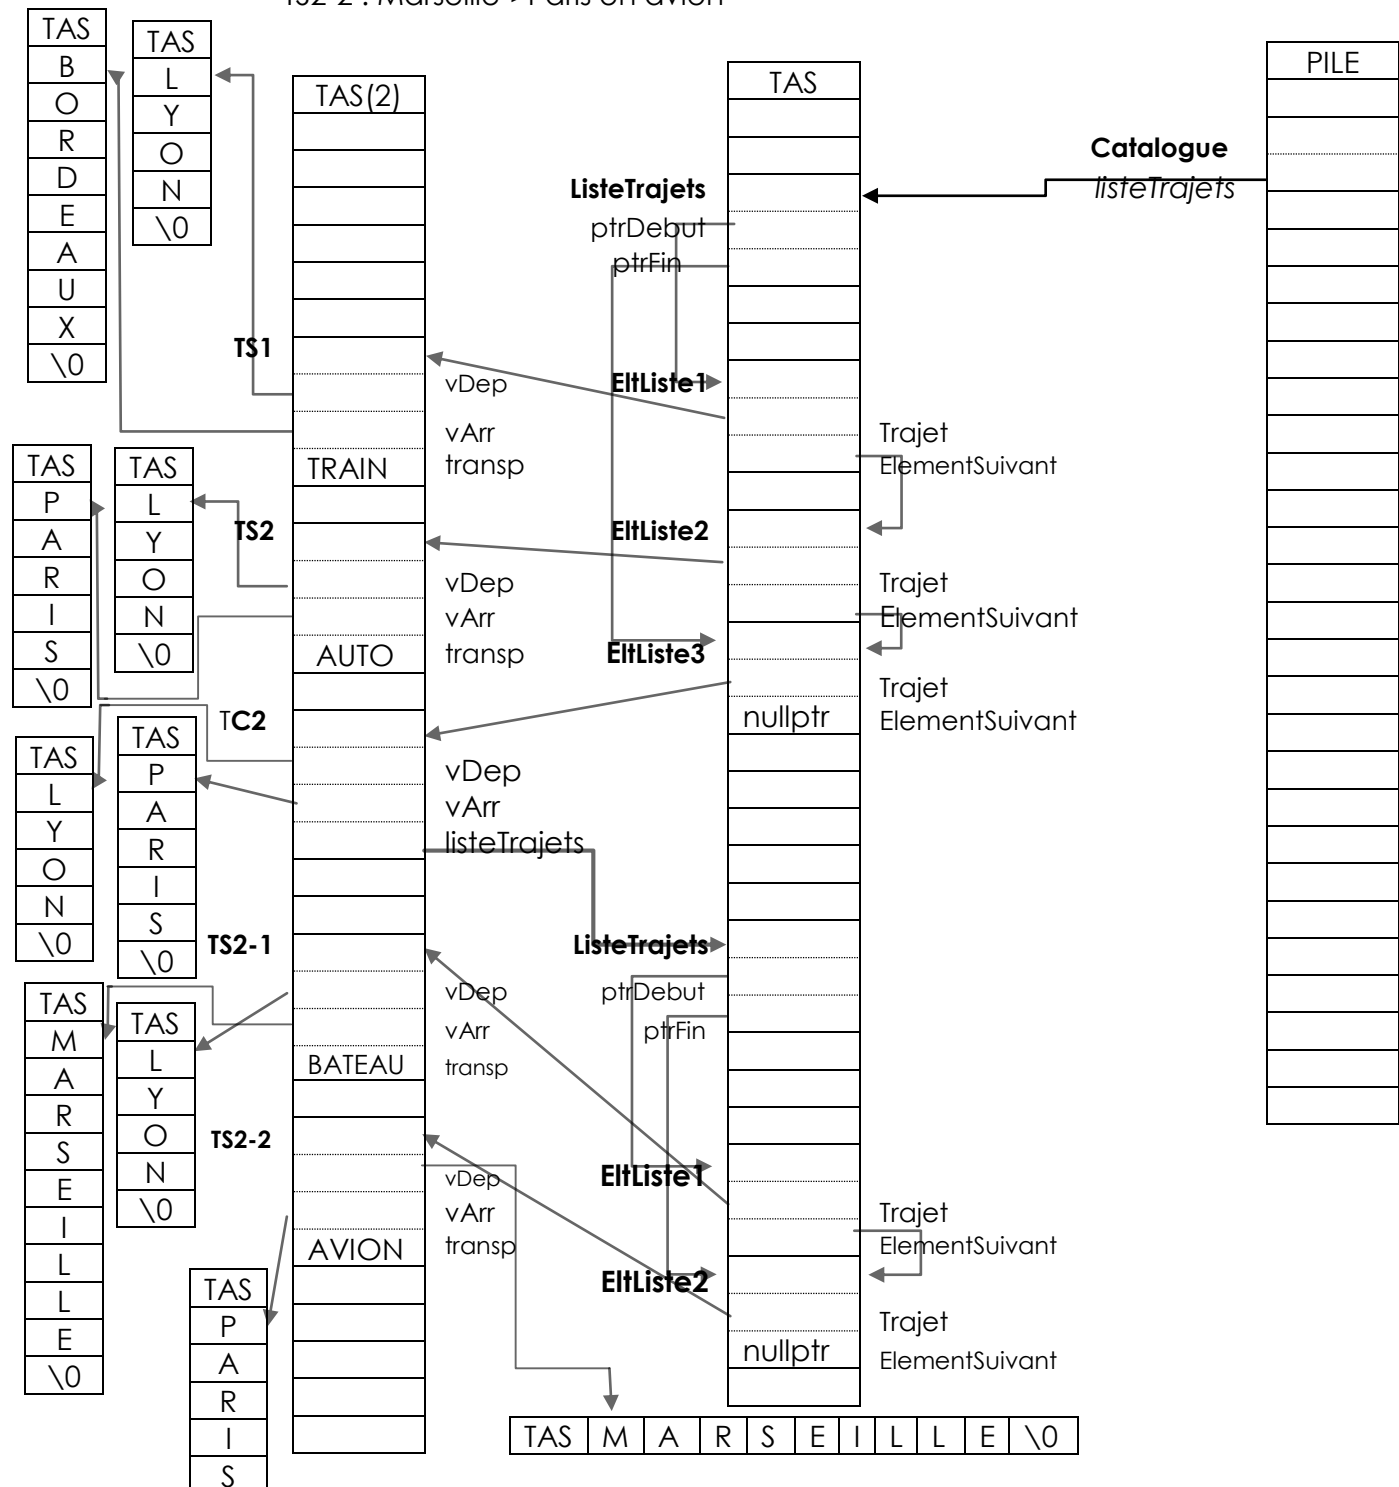 TS2-2 : Marseille->Paris en avion
TAS
B
O
R
D
E
A
U
X
\0
TAS
L
Y
O
N
\0
TAS(2)
TAS
PILE
Catalogue
listeTrajets
ListeTrajets
ptrDebut
ptrFin
TS1
vDep
vArr
transp
TRAIN
EltListe1
Trajet
ElementSuivant
TAS
P
A
R
I
S
\0
TAS
L
Y
O
N
\0
TS2
vDep
vArr
transp
AUTO
EltListe2
Trajet
ElementSuivant
EltListe3
Trajet
ElementSuivant
nullptr
TC2
TAS
L
Y
O
N
\0
TAS
P
A
R
I
S
\0
vDep
vArr
listeTrajets
TS2-1
ListeTrajets
ptrDebut
ptrFin
vDep
vArr
transp
BATEAU
TAS
M
A
R
S
E
I
L
L
E
\0
TAS
L
Y
O
N
\0
TS2-2
vDep
vArr
transp
AVION
EltListe1
Trajet
ElementSuivant
EltListe2
Trajet
ElementSuivant
nullptr
TAS
P
A
R
I
S
TAS M A R S E I L L E \0